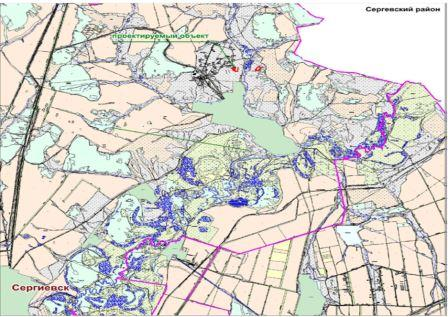 Сергевский район
проектируемый объект
Сергиевск